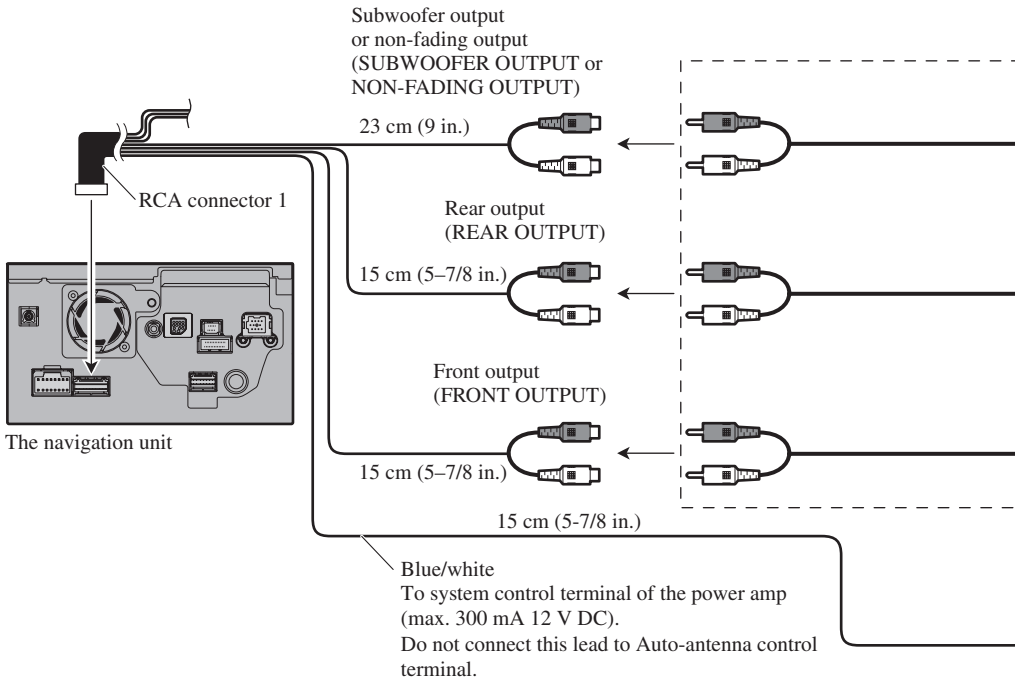 Subwoofer output
or non-fading output
(SUBWOOFER OUTPUT or
NON-FADING OUTPUT)
23 cm (9 in.)
RCA connector 1
Rear output
(REAR OUTPUT)
15 cm (5–7/8 in.)
Front output
(FRONT OUTPUT)
The navigation unit
15 cm (5–7/8 in.)
15 cm (5-7/8 in.)
Blue/white
To system control terminal of the power amp
(max. 300 mA 12 V DC).
Do not connect this lead to Auto-antenna control
terminal.